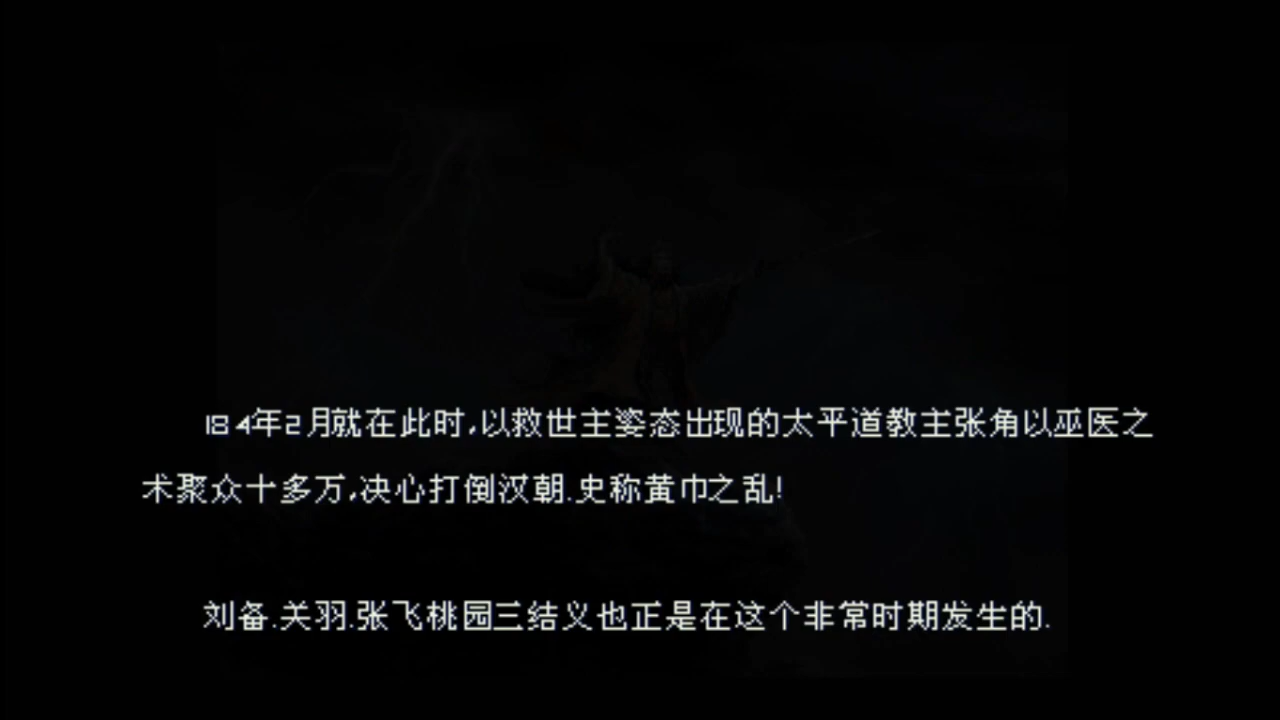 184年2月就在此时,以救世主姿态出现的太平道教主张角以巫医之
术聚众十多万,决心打倒汉朝.史称黄巾之乱!
刘备.关羽.张飞桃园三结义也正是在这个非常时期发生的.